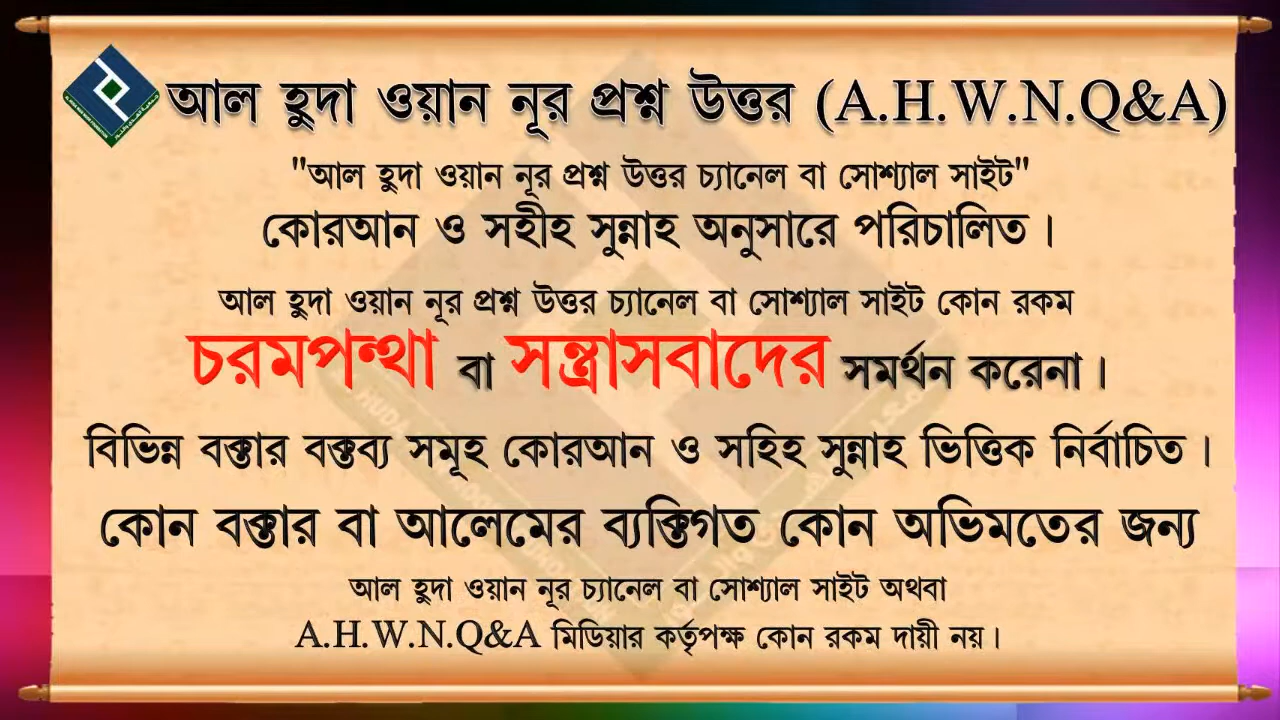 আল হুদা ওয়ান নূর প্রশ্ন উত্তর (A.H.W.N.Q&A)
"আল হুদা ওয়ান নূর প্রশ্ন উত্তর চ্যানেল বা সোশ্যাল সাইট"
কোরআন ও সহীহ সুন্নাহ অনুসারে পরিচালিত।
আল হুদা ওয়ান নূর প্রশ্ন উত্তর চ্যানেল বা সোশ্যাল সাইট কোন রকম
চরমপন্থা বা সন্ত্রাসবাদের সমর্থন করেনা।
বিভিন্ন বক্তার বক্তব্য সমূহ কোরআন ও সহিহ সুন্নাহ ভিত্তিক নির্বাচিত।
কোন বক্তার বা আলেমের ব্যক্তিগত কোন অভিমতের জন্য
আল হুদা ওয়ান নূর চ্যানেল বা সোশ্যাল সাইট অথবা
A.H.W.N.Q&A মিডিয়ার কর্তৃপক্ষ কোন রকম দায়ী নয়।